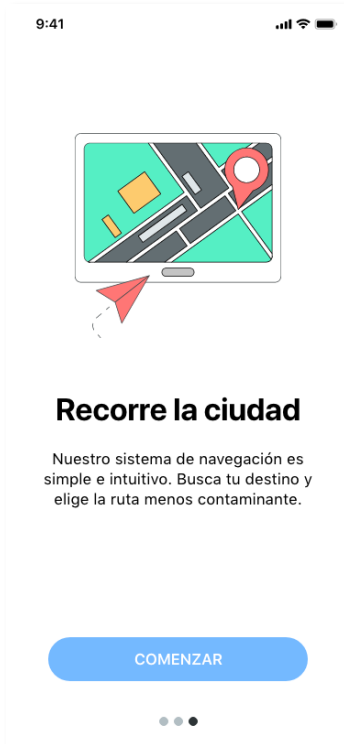 9:41
Recorre la ciudad
Nuestro sistema de navegación es
simple e intuitivo. Busca tu destino y
elige la ruta menos contaminante.
COMENZAR